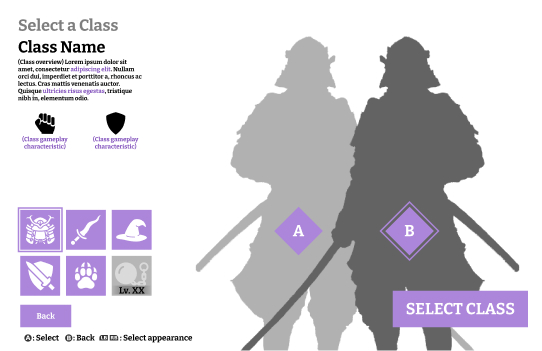 Select a Class
Class Name
(Class overview) Lorem ipsum dolor sit
amet, consectetur adipiscing elit. Nullam
orci dui, imperdiet et porttitor a, rhoncus ac
lectus. Cras mattis venenatis auctor.
Quisque ultricies risus egestas, tristique
nibh in, elementum odio.
(Class gameplay
characteristic)
(Class gameplay
characteristic)
A
B
Lv. XX
SELECT CLASS
Back
A : Select B : Back LB RB : Select appearance